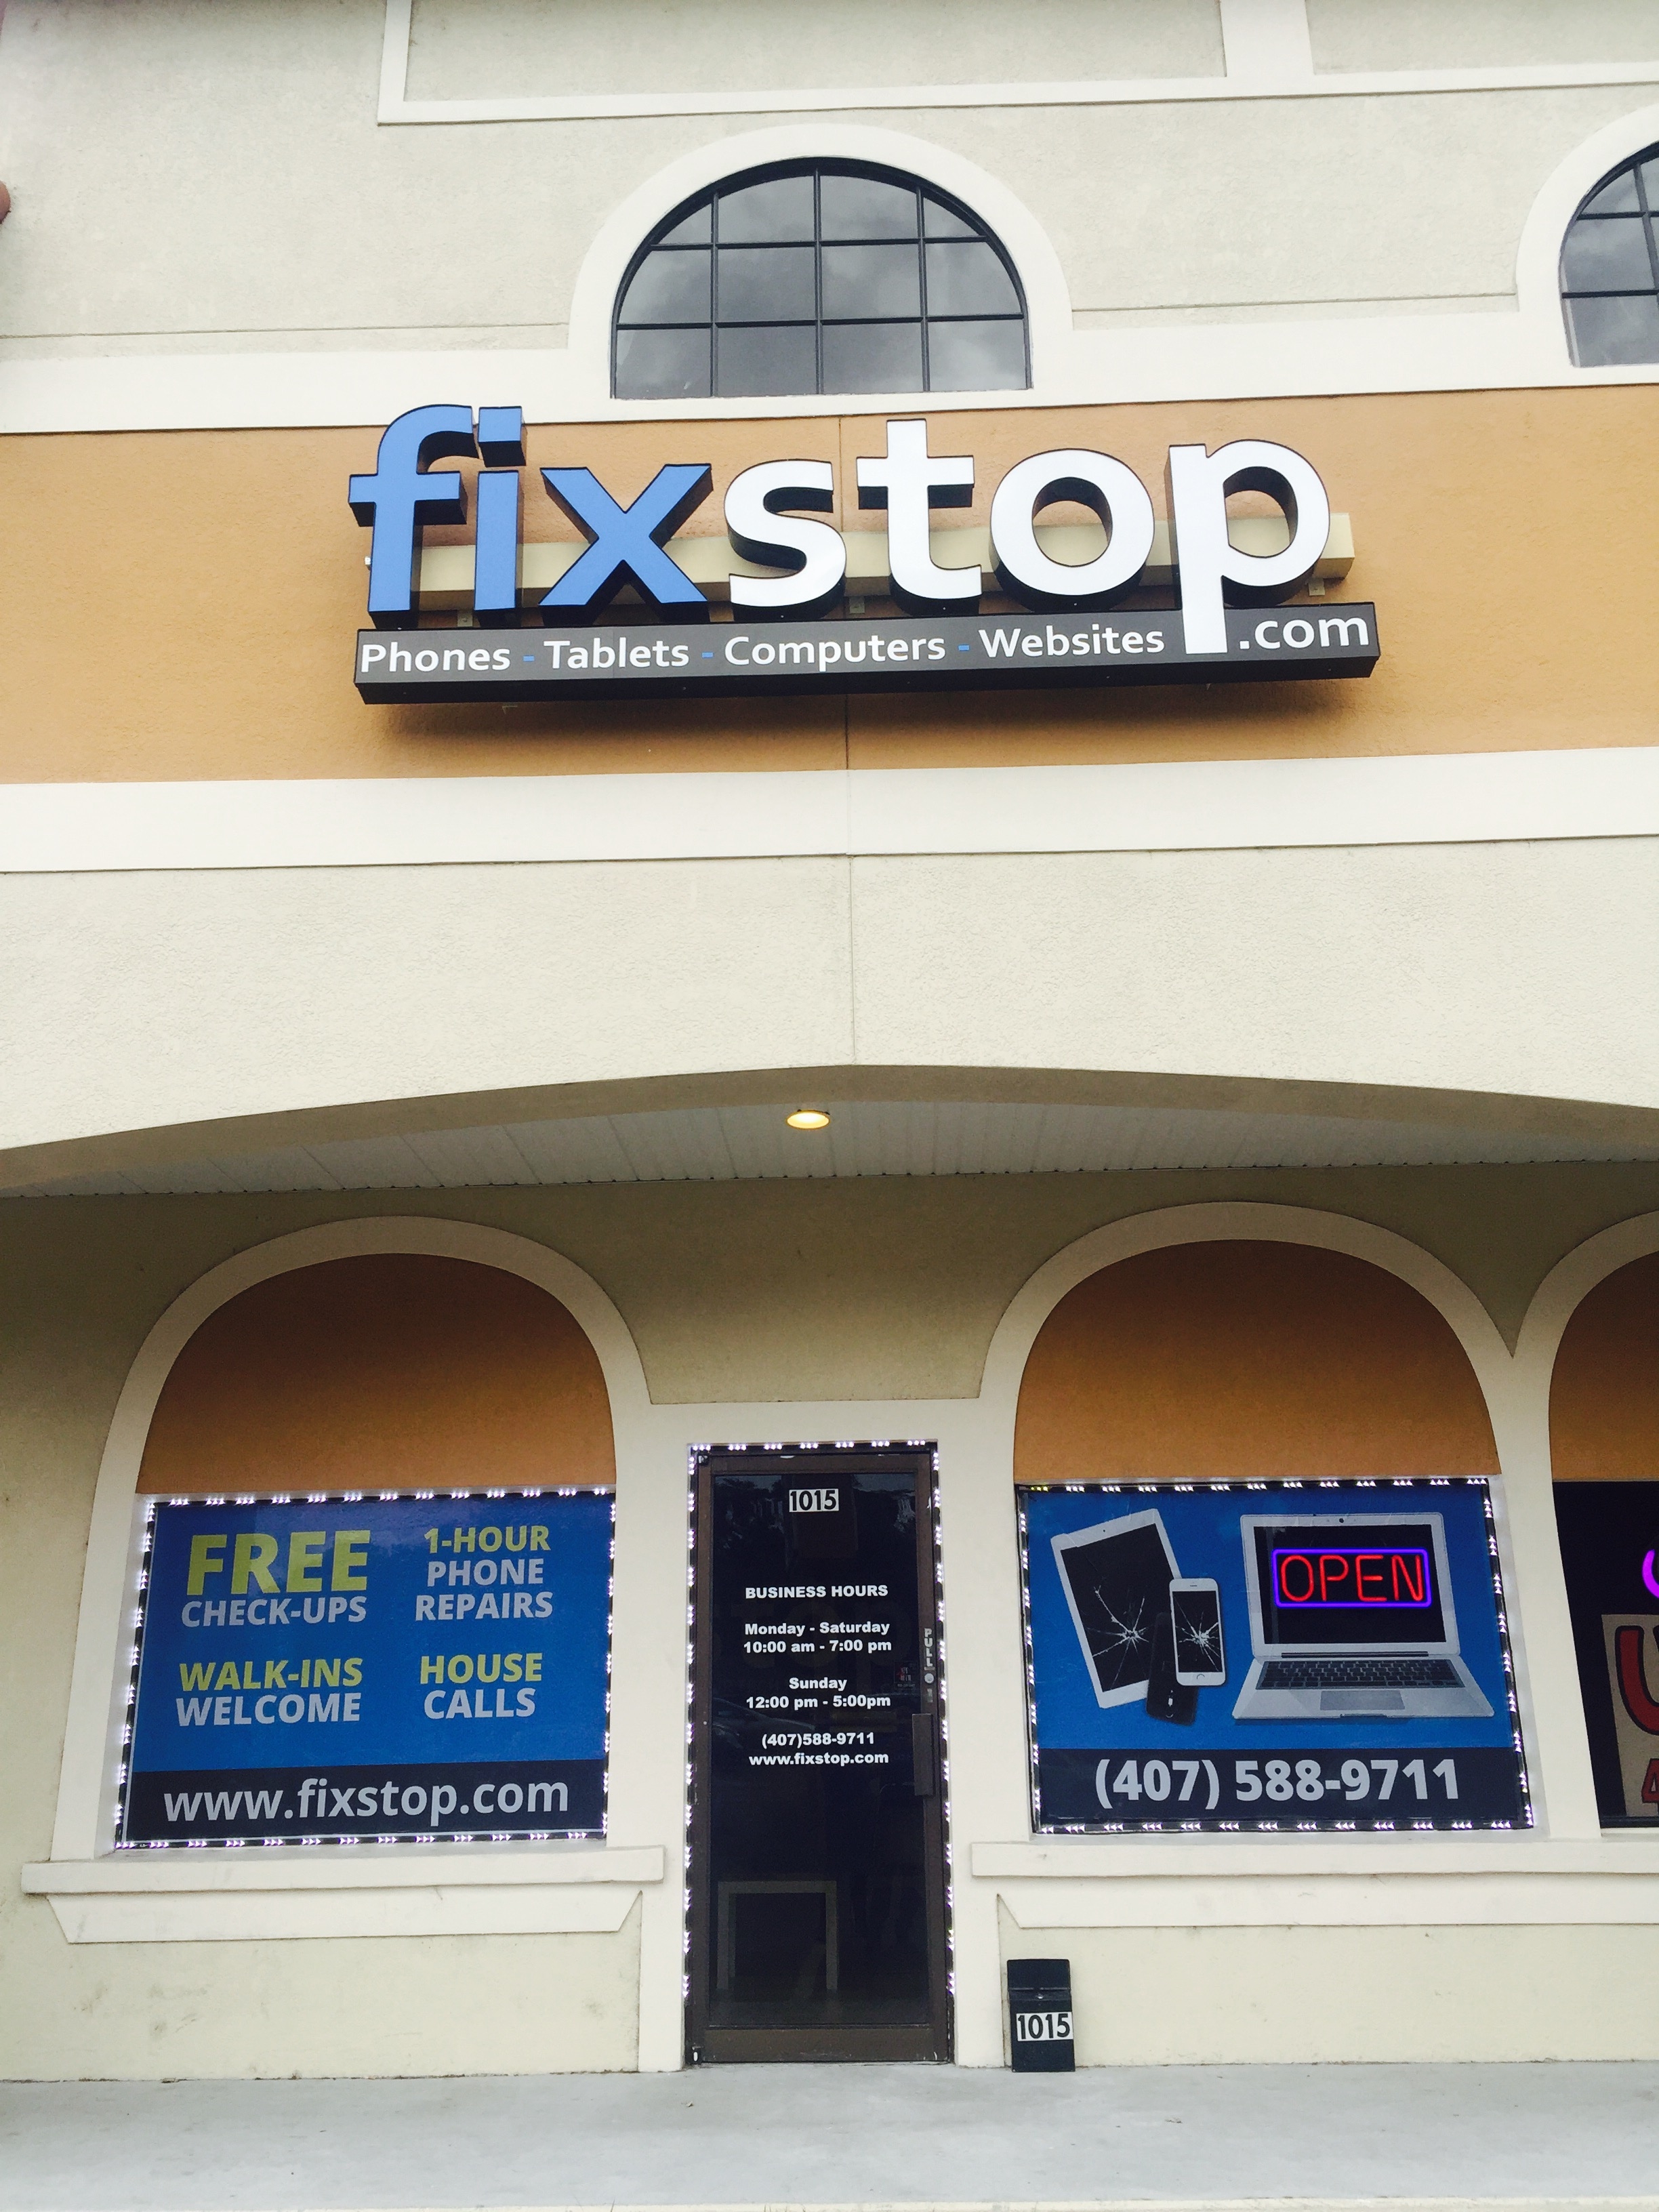 fixstop
Phones - Tablets - Computers - Websites
.com
FREE
CHECK-UPS
1-HOUR
PHONE
REPAIRS
WALK-INS
WELCOME
HOUSE
CALLS
www.fixstop.com
1015
BUSINESS HOURS
Monday - Saturday
10:00 am - 7:00 pm
Sunday
12:00 pm - 5:00pm
(407)588-9711
www.fixstop.com
PULL
OPEN
(407) 588-9711
1015